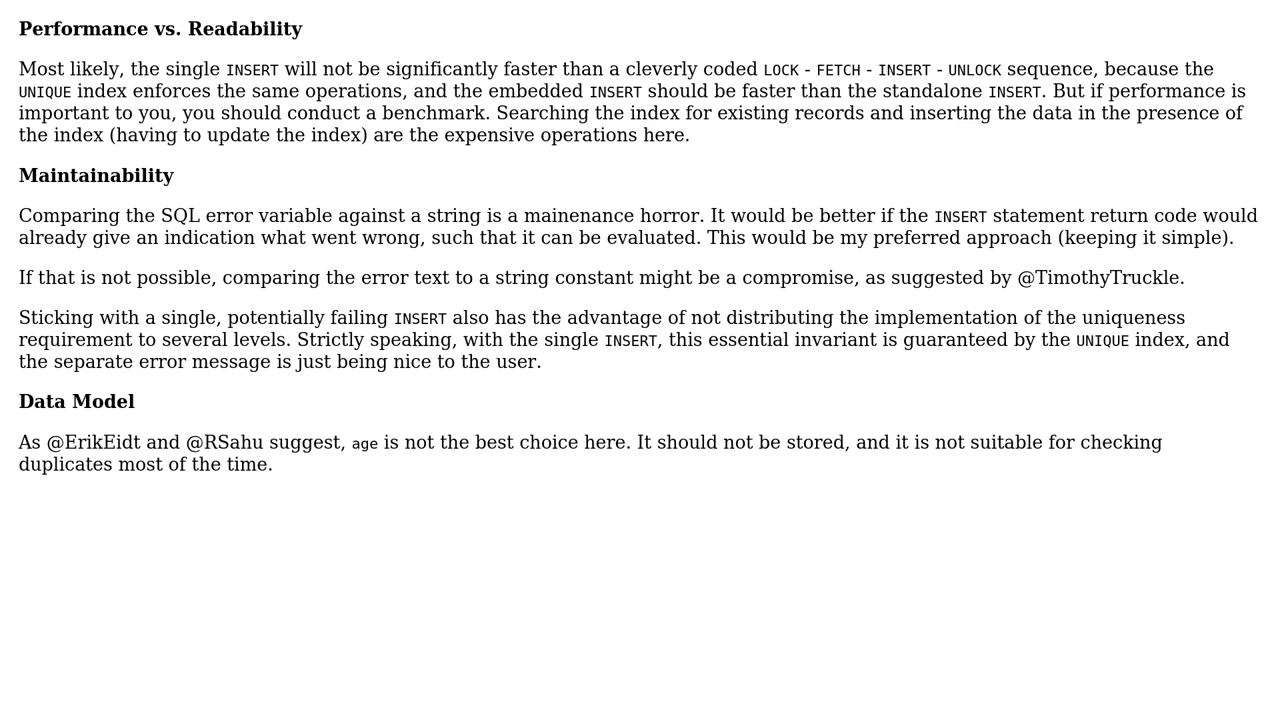 Performance vs. Readability
Most likely, the single INSERT will not be significantly faster than a cleverly coded LOCK - FETCH - INSERT - UNLOCK sequence, because the
UNIQUE index enforces the same operations, and the embedded INSERT should be faster than the standalone INSERT. But if performance is
important to you, you should conduct a benchmark. Searching the index for existing records and inserting the data in the presence of
the index (having to update the index) are the expensive operations here.
Maintainability
Comparing the SQL error variable against a string is a mainenance horror. It would be better if the INSERT statement return code would
already give an indication what went wrong, such that it can be evaluated. This would be my preferred approach (keeping it simple).
If that is not possible, comparing the error text to a string constant might be a compromise, as suggested by @TimothyTruckle.
Sticking with a single, potentially failing INSERT also has the advantage of not distributing the implementation of the uniqueness
requirement to several levels. Strictly speaking, with the single INSERT, this essential invariant is guaranteed by the UNIQUE index, and
the separate error message is just being nice to the user.
Data Model
As @ErikEidt and @RSahu suggest, age is not the best choice here. It should not be stored, and it is not suitable for checking
duplicates most of the time.